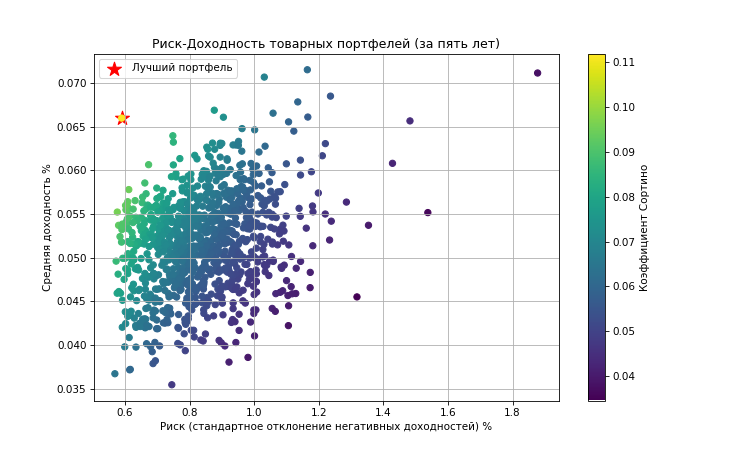 Риск-Доходность товарных портфелей (за пять лет)
Лучший портфель
Средняя доходность %
0.070
0.065
0.060
0.055
0.050
0.045
0.040
0.035
0.6 0.8 1.0 1.2 1.4 1.6 1.8
Риск (стандартное отклонение негативных доходностей) %
0.11
0.10
0.09
0.08
0.07
0.06
0.05
0.04
Коэффициент Сортино